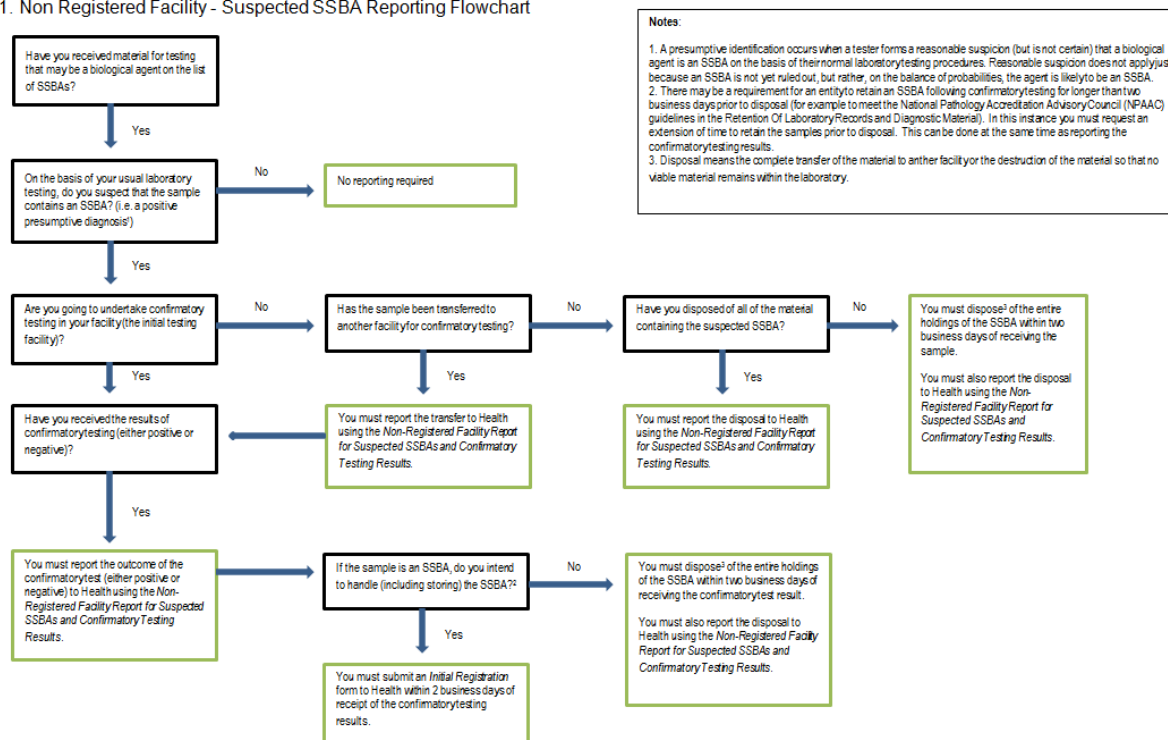 1. Non Registered Facility - Suspected SSBA Reporting Flowchart
Notes:
1. A presumptive identification occurs when a tester forms a reasonable suspicion (but is not certain) that a biological
agent is an SSBA on the basis of their normal laboratory testing procedures. Reasonable suspicion does not apply jus
because an SSBA is not yet ruled out, but rather, on the balance of probabilities, the agent is likely to be an SSBA.
2. There may be a requirement for an entity to retain an SSBA following confirmatory testing for longer than two
business days prior to disposal (for example to meet the National Pathology Accreditation Advisory Council (NPAAC)
guidelines in the Retention Of Laboratory Records and Diagnostic Material). In this instance you must request an
extension of time to retain the samples prior to disposal. This can be done at the same time as reporting the
confirmatory testing results.
3. Disposal means the complete transfer of the material to anther facility or the destruction of the material so that no
viable material remains within the laboratory.
Have you received material for testing
that may be a biological agent on the list
of SSBAs?
Yes
On the basis of your usual laboratory
testing, do you suspect that the sample
contains an SSBA? (i.e. a positive
presumptive diagnosis¹)
No
No reporting required
Yes
Are you going to undertake confirmatory
testing in your facility (the initial testing
facility)?
No
Has the sample been transferred to
another facility for confirmatory testing?
No
Have you disposed of all of the material
containing the suspected SSBA?
No
You must dispose³ of the entire
holdings of the SSBA within two
business days of receiving the
sample.
You must also report the disposal
to Health using the Non-
Registered Facility Report for
Suspected SSBAs and
Confirmatory Testing Results.
Yes
Yes
Yes
Have you received the results of
confirmatory testing (either positive or
negative)?
You must report the transfer to Health
using the Non-Registered Facility Report
for Suspected SSBAs and Confirmatory
Testing Results.
You must report the disposal to Health
using the Non-Registered Facility Report
for Suspected SSBAs and Confirmatory
Testing Results.
Yes
You must report the outcome of the
confirmatory test (either positive or
negative) to Health using the Non-
Registered Facility Report for Suspected
SSBAs and Confirmatory Testing
Results.
If the sample is an SSBA, do you intend
to handle (including storing) the SSBA?²
No
You must dispose³ of the entire holdings
of the SSBA within two business days of
receiving the confirmatory test result.
You must also report the disposal to
Health using the Non-Registered Facility
Report for Suspected SSBAs and
Confirmatory Testing Results.
Yes
You must submit an Initial Registration
form to Health within 2 business days of
receipt of the confirmatory testing
results.